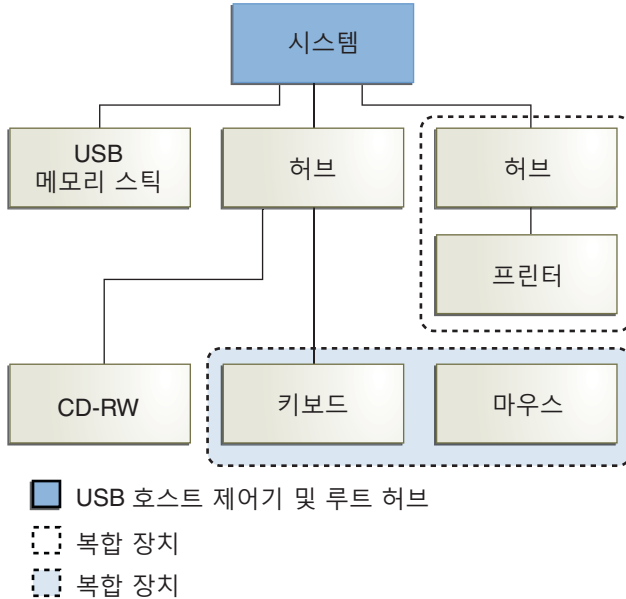 시스템
USB
메모리 스틱
허브
허브
프린터
CD-RW
키보드
마우스
USB 호스트 제어기 및 루트 허브
복합 장치
복합 장치